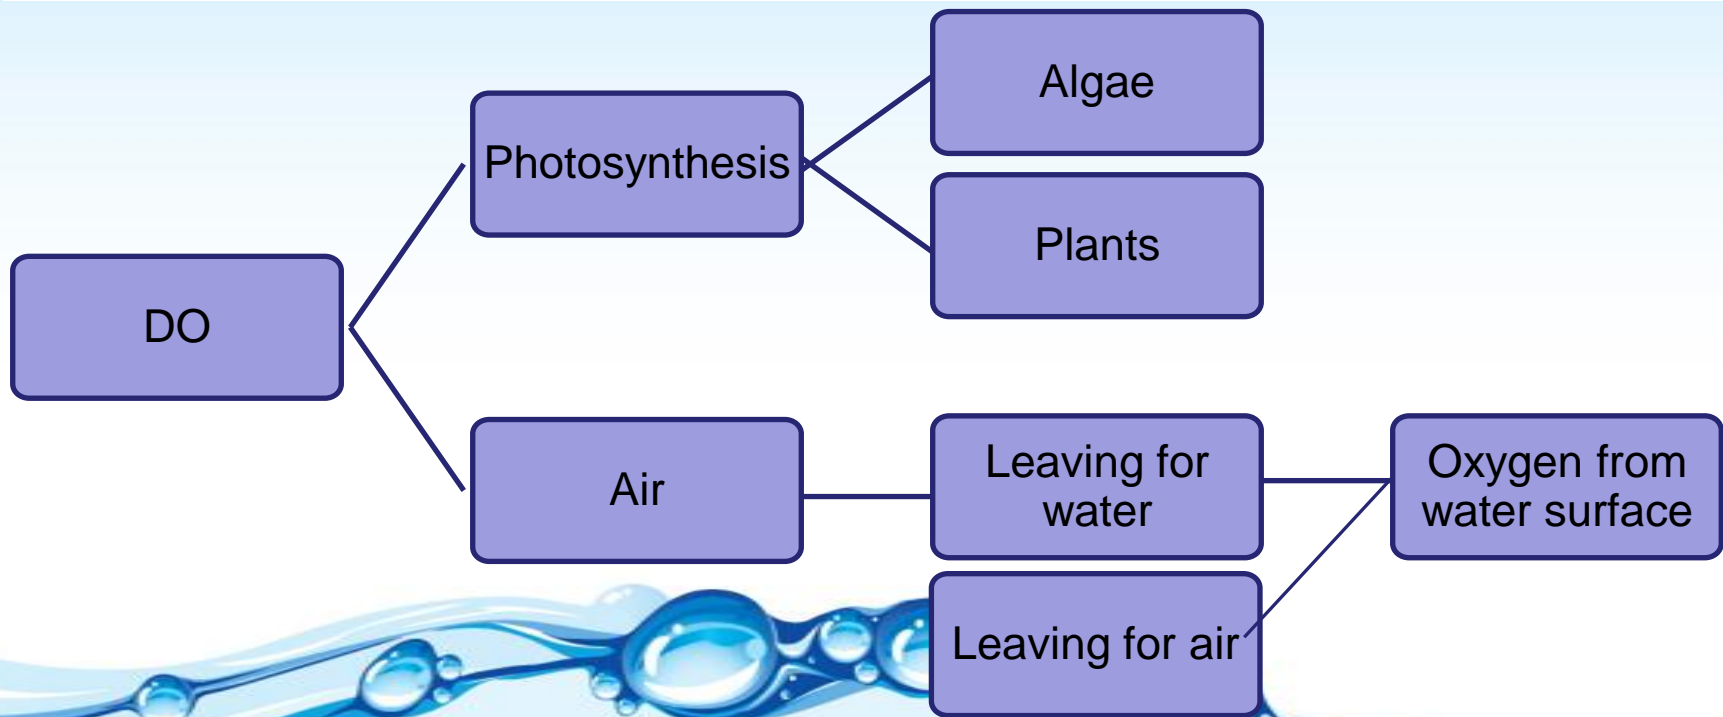 DO
Photosynthesis
Algae
Plants
Air
Leaving for
water
Leaving for air
Oxygen from
water surface